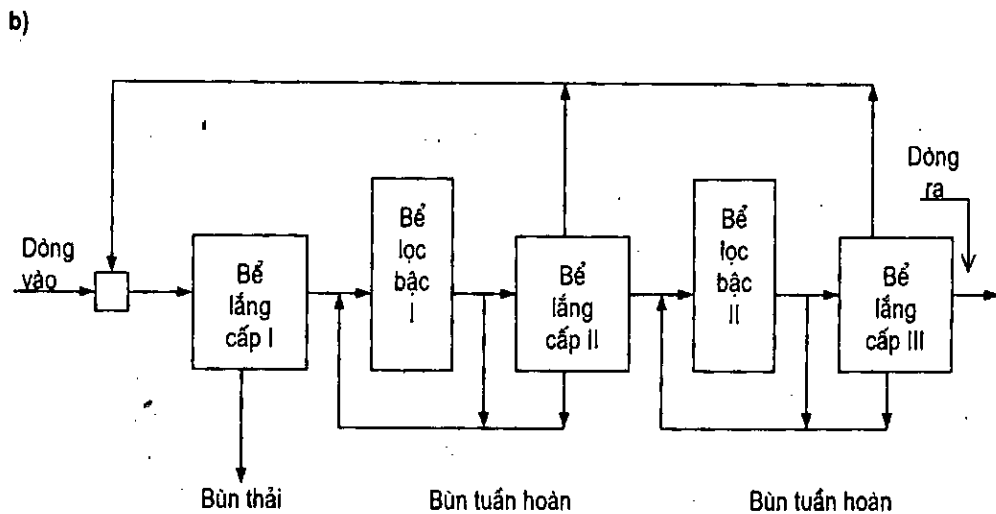 b)
Dòng
vào
Bể
lắng
cấp I
Bể
lọc
bậc
I
Bể
lắng
cấp II
Bể
lọc
bậc
II
Bể
lắng
cấp III
Dòng
ra
Bùn thải
Bùn tuần hoàn
Bùn tuần hoàn